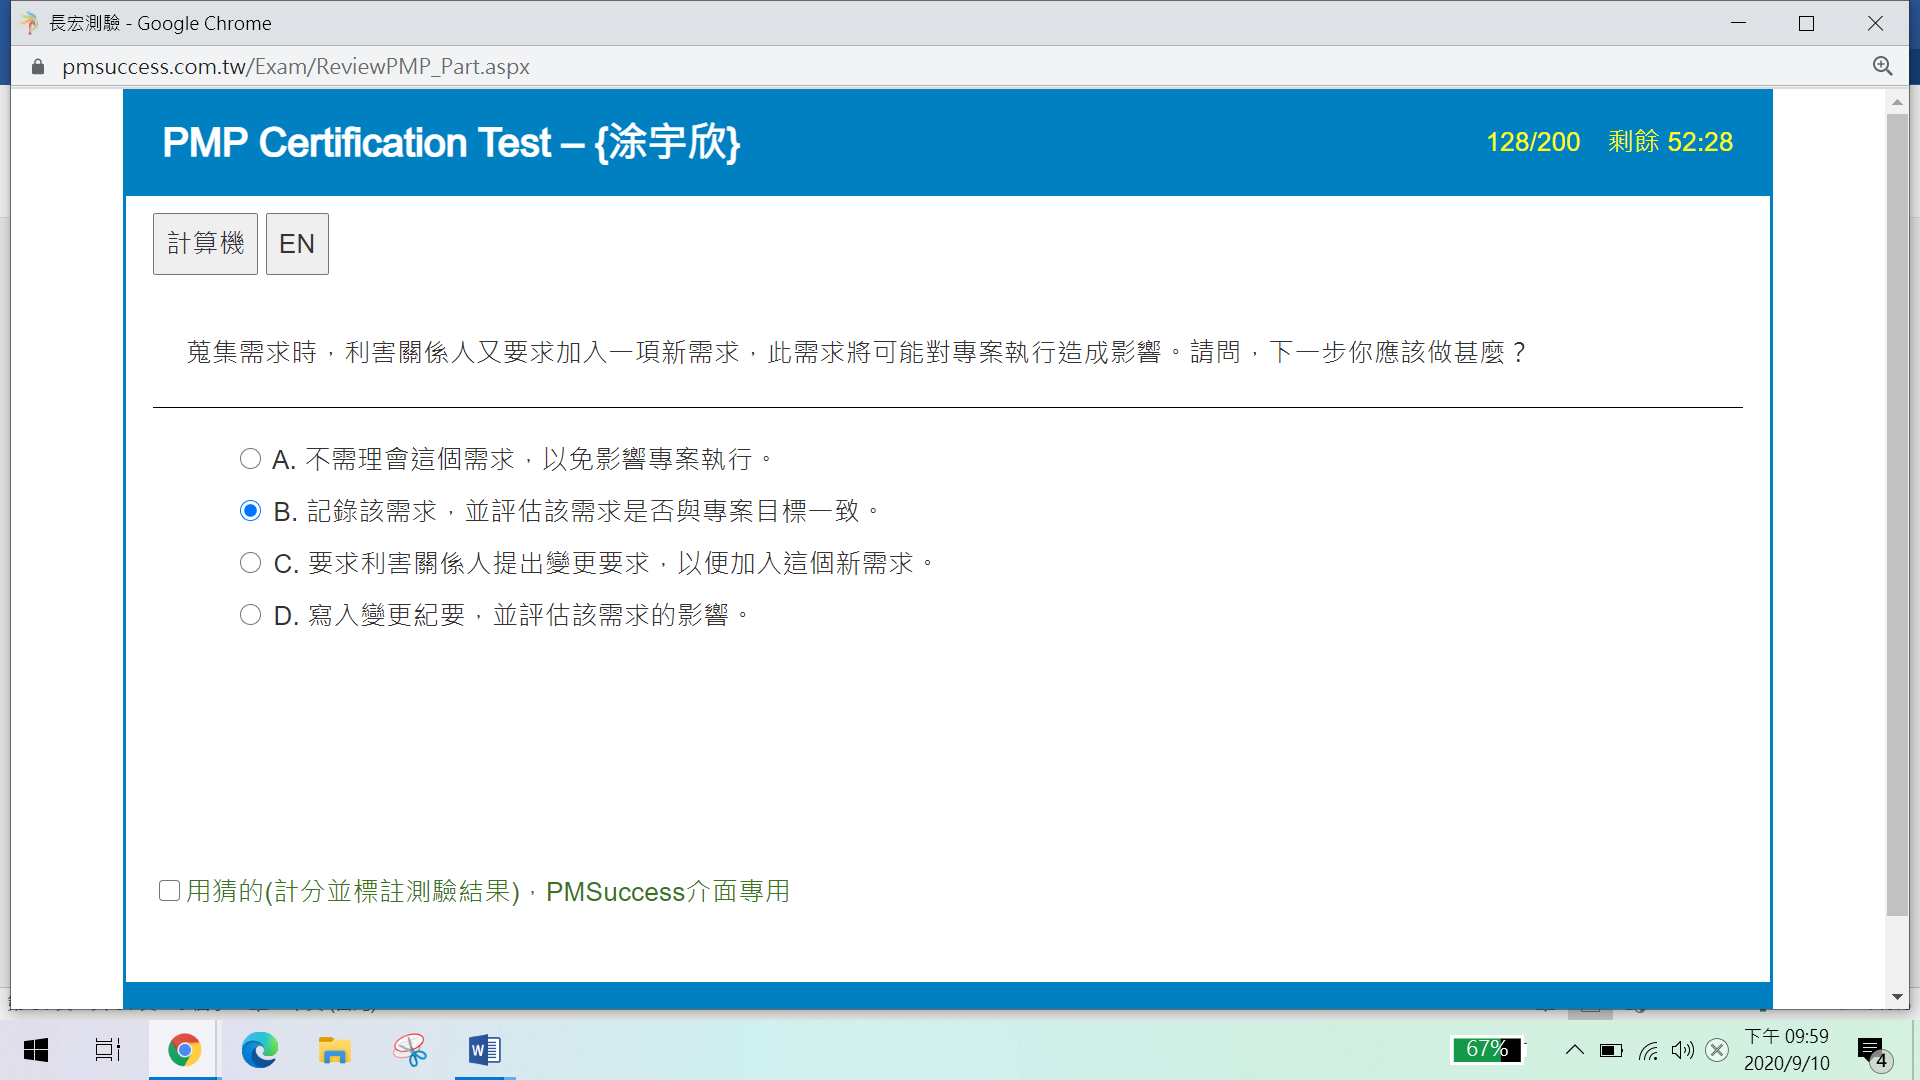 長宏測驗 - Google Chrome
pmsuccess.com.tw/Exam/ReviewPMP_Part.aspx
PMP Certification Test – {涂宇欣}
128/200 剩餘 52:28
計算機 EN
蒐集需求時，利害關係人又要求加入一項新需求，此需求將可能對專案執行造成影響。請問，下一步你應該做甚麼？
A. 不需理會這個需求，以免影響專案執行。
B. 記錄該需求，並評估該需求是否與專案目標一致。
C. 要求利害關係人提出變更要求，以便加入這個新需求。
D. 寫入變更紀要，並評估該需求的影響。
用猜的(計分並標註測驗結果)，PMSuccess介面專用
67%
下午 09:59
2020/9/10
4